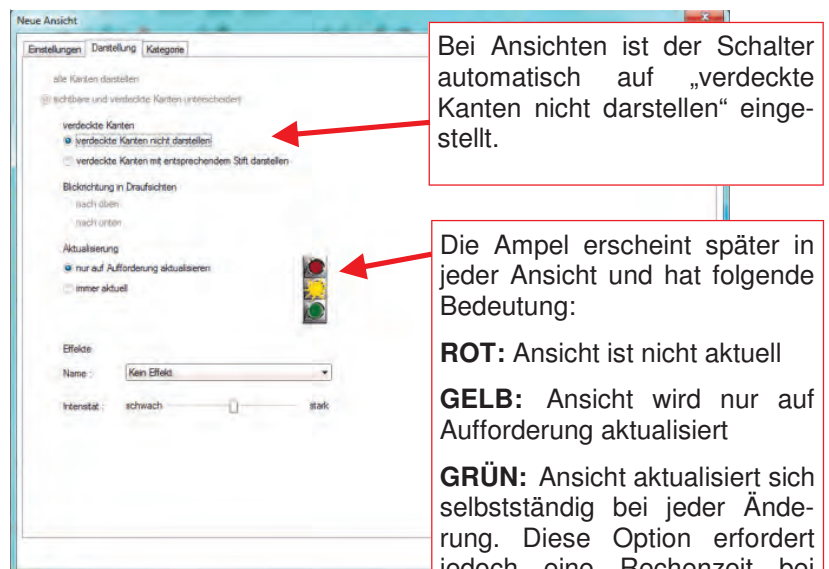 Neue Ansicht
Einstellungen Darstellung Kategorie
alle Kanten darstellen
sichtbare und verdeckte Kanten unterscheiden
verdeckte Kanten
verdeckte Kanten nicht darstellen
verdeckte Kanten mit entsprechendem Stift darstellen
Blickrichtung in Draufsichten
nach oben
nach unten
Aktualisierung
nur auf Aufforderung aktualisieren
immer aktuell
Effekte
Name : Kein Effekt
Intensität : schwach stark
Bei Ansichten ist der Schalter
automatisch auf „verdeckte
Kanten nicht darstellen“ einge-
stellt.
Die Ampel erscheint später in
jeder Ansicht und hat folgende
Bedeutung:
ROT: Ansicht ist nicht aktuell
GELB: Ansicht wird nur auf
Aufforderung aktualisiert
GRÜN: Ansicht aktualisiert sich
selbstständig bei jeder Ände-
rung. Diese Option erfordert
jedoch eine Rechenzeit bei